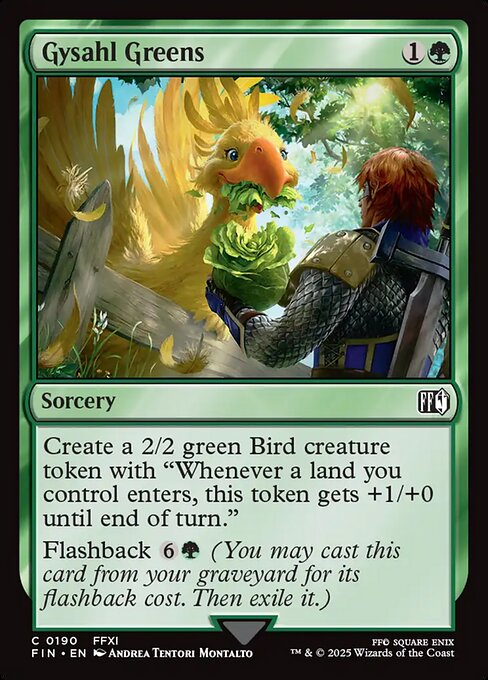 Gysahl Greens 1
Sorcery FF
Create a 2/2 green Bird creature
token with “Whenever a land you
control enters, this token gets +1/+0
until end of turn.”
Flashback 6 (You may cast this
card from your graveyard for its
flashback cost. Then exile it.)
C 0190 FFXI
FIN • EN ANDREA TENTORI MONTALTO
FF© SQUARE ENIX
™ & © 2025 Wizards of the Coast